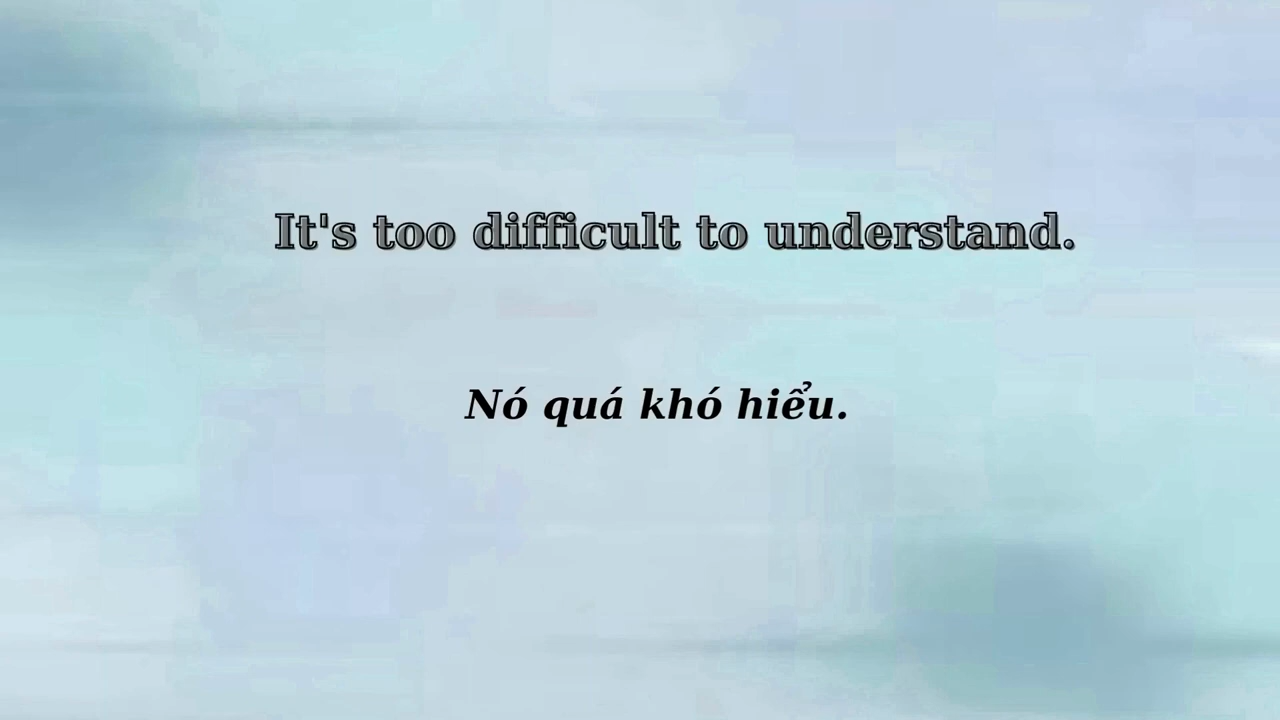 It's too difficult to understand.
Nó quá khó hiểu.